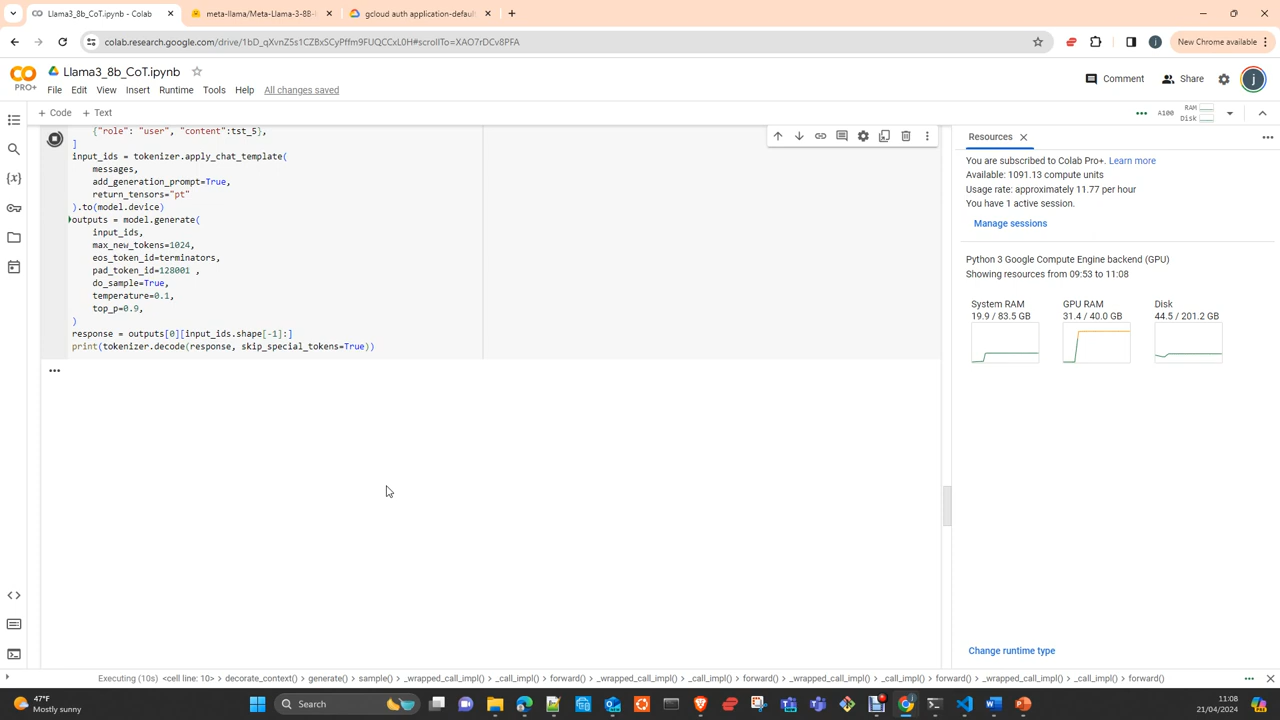 Llama3_8b_CoT.ipynb - Colab
meta-llama/Meta-Llama-3-8B-I
gcloud auth application-defaul
colab.research.google.com/drive/1bD_qXvnZ5s1CZBxSCyPffm9FUQCCxL0H#scrollTo=XAO7rDCv8PFA
New Chrome available
CO
PRO+
Llama3_8b_CoT.ipynb
File Edit View Insert Runtime Tools Help All changes saved
Comment
Share
j
+ Code + Text
A100
RAM
Disk
{"role": "user", "content":tst_5},
]
input_ids = tokenizer.apply_chat_template(
messages,
add_generation_prompt=True,
return_tensors="pt"
).to(model.device)
outputs = model.generate(
input_ids,
max_new_tokens=1024,
eos_token_id=terminators,
pad_token_id=128001 ,
do_sample=True,
temperature=0.1,
top_p=0.9,
)
response = outputs[0][input_ids.shape[-1]:]
print(tokenizer.decode(response, skip_special_tokens=True))
Resources
You are subscribed to Colab Pro+. Learn more
Available: 1091.13 compute units
Usage rate: approximately 11.77 per hour
You have 1 active session.
Manage sessions
Python 3 Google Compute Engine backend (GPU)
Showing resources from 09:53 to 11:08
System RAM
19.9 / 83.5 GB
GPU RAM
31.4 / 40.0 GB
Disk
44.5 / 201.2 GB
Change runtime type
Executing (10s) <cell line: 10> > decorate_context() > generate() > sample() > _wrapped_call_impl() > _call_impl() > forward() > _wrapped_call_impl() > _call_impl() > forward() > _wrapped_call_impl() > _call_impl() > forward() > _wrapped_call_impl() > _call_impl() > forward()
47°F
Mostly sunny
Search
11:08
21/04/2024